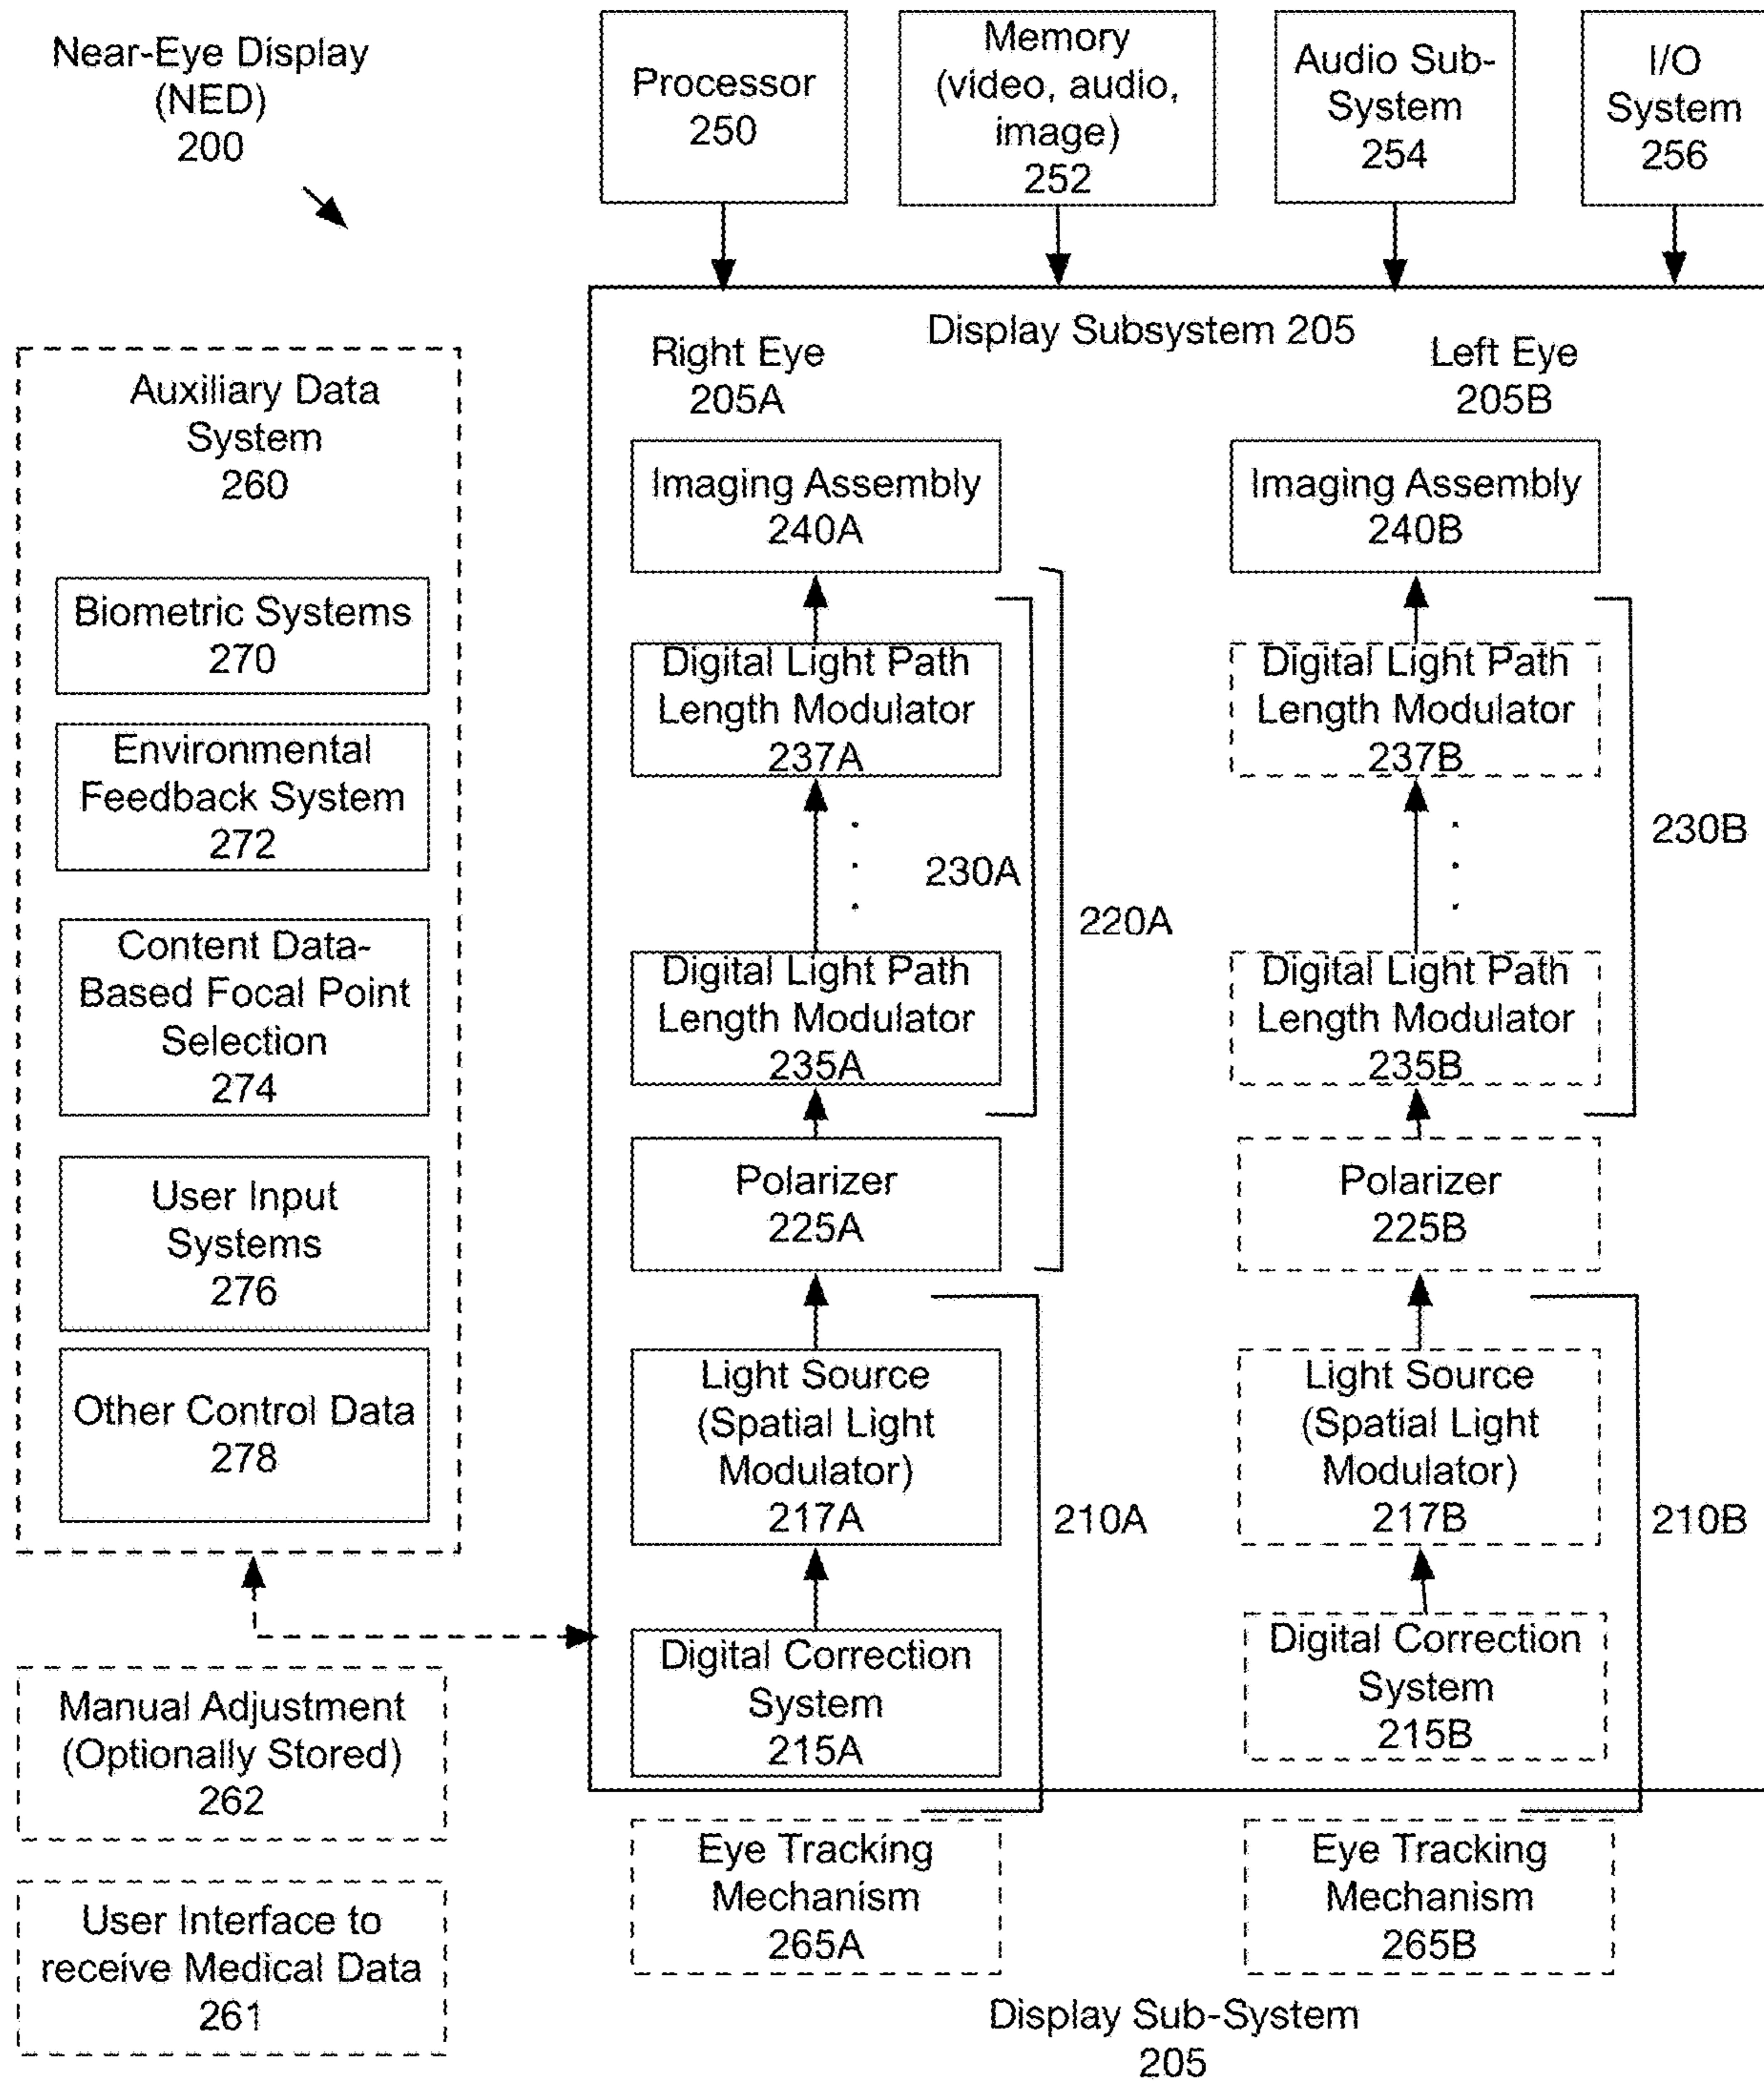 Near-Eye Display
(NED)
200
Processor
250
Memory
(video, audio,
image)
252
Audio Sub-
System
254
I/O
System
256
Display Subsystem 205
Right Eye
205A
Left Eye
205B
Auxiliary Data
System
260
Biometric Systems
270
Environmental
Feedback System
272
Content Data-
Based Focal Point
Selection
274
User Input
Systems
276
Other Control Data
278
Manual Adjustment
(Optionally Stored)
262
User Interface to
receive Medical Data
261
Imaging Assembly
240A
Digital Light Path
Length Modulator
237A
.
.
.
230A
220A
Digital Light Path
Length Modulator
235A
Polarizer
225A
Light Source
(Spatial Light
Modulator)
217A
210A
Digital Correction
System
215A
Eye Tracking
Mechanism
265A
Imaging Assembly
240B
Digital Light Path
Length Modulator
237B
.
.
.
230B
Digital Light Path
Length Modulator
235B
Polarizer
225B
Light Source
(Spatial Light
Modulator)
217B
210B
Digital Correction
System
215B
Eye Tracking
Mechanism
265B
Display Sub-System
205